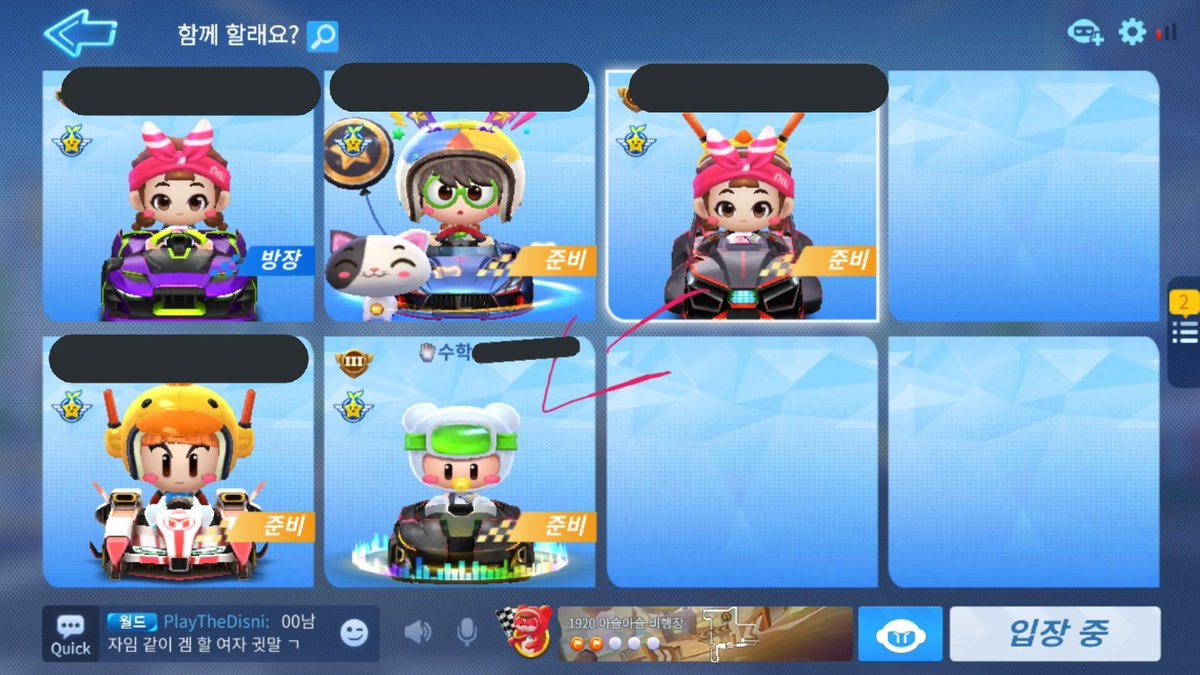 함께 할래요?
방장
준비
준비
2
III
수학
준비
준비
Quick
월드 PlayTheDisni: 00남
자임 같이 겜 할 여자 귓말 ㄱ
1920 아슬아슬 비행장
입장 중